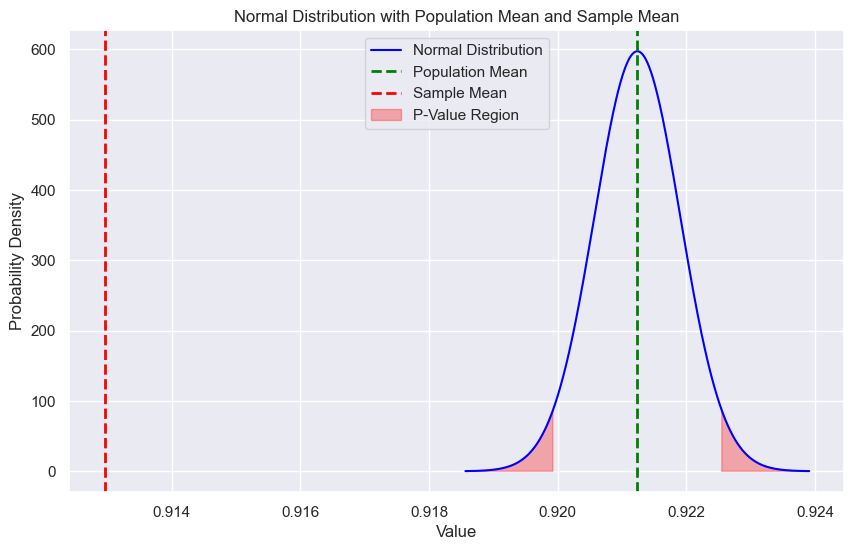 Normal Distribution with Population Mean and Sample Mean
Normal Distribution
Population Mean
Sample Mean
P-Value Region
Probability Density
600
500
400
300
200
100
0
0.914 0.916 0.918 0.920 0.922 0.924
Value